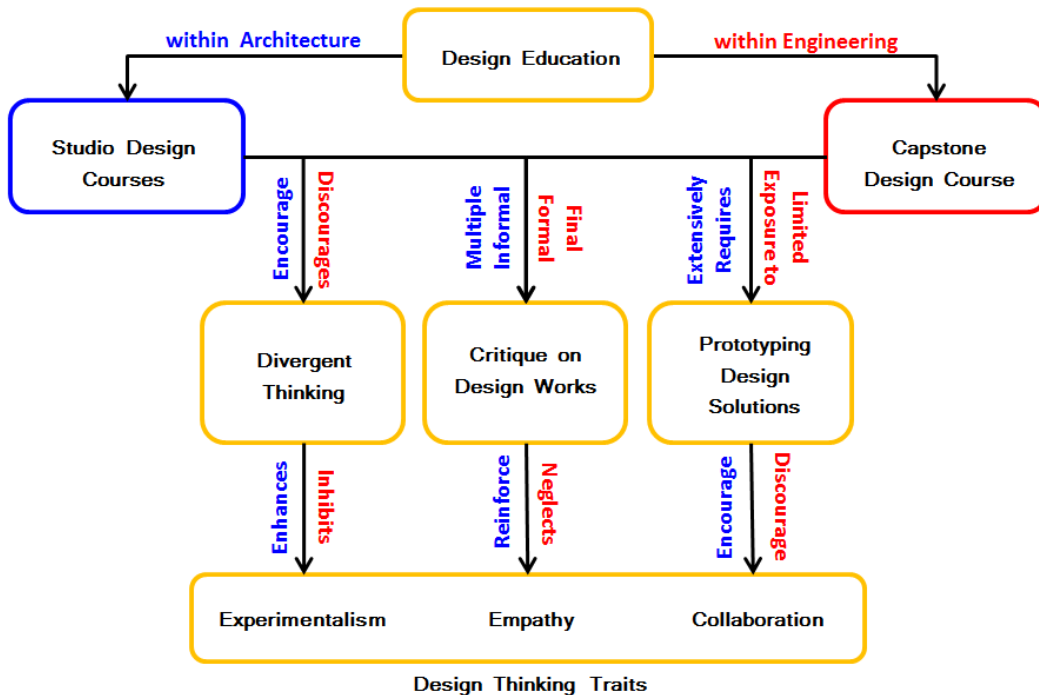 within Architecture
Design Education
within Engineering
Studio Design
Courses
Capstone
Design Course
Encourage
Discourages
Multiple
Informal
Final
Formal
Extensively
Requires
Limited
Exposure to
Divergent
Thinking
Critique on
Design Works
Prototyping
Design
Solutions
Enhances
Inhibits
Reinforce
Neglects
Encourage
Discourage
Experimentalism
Empathy
Collaboration
Design Thinking Traits